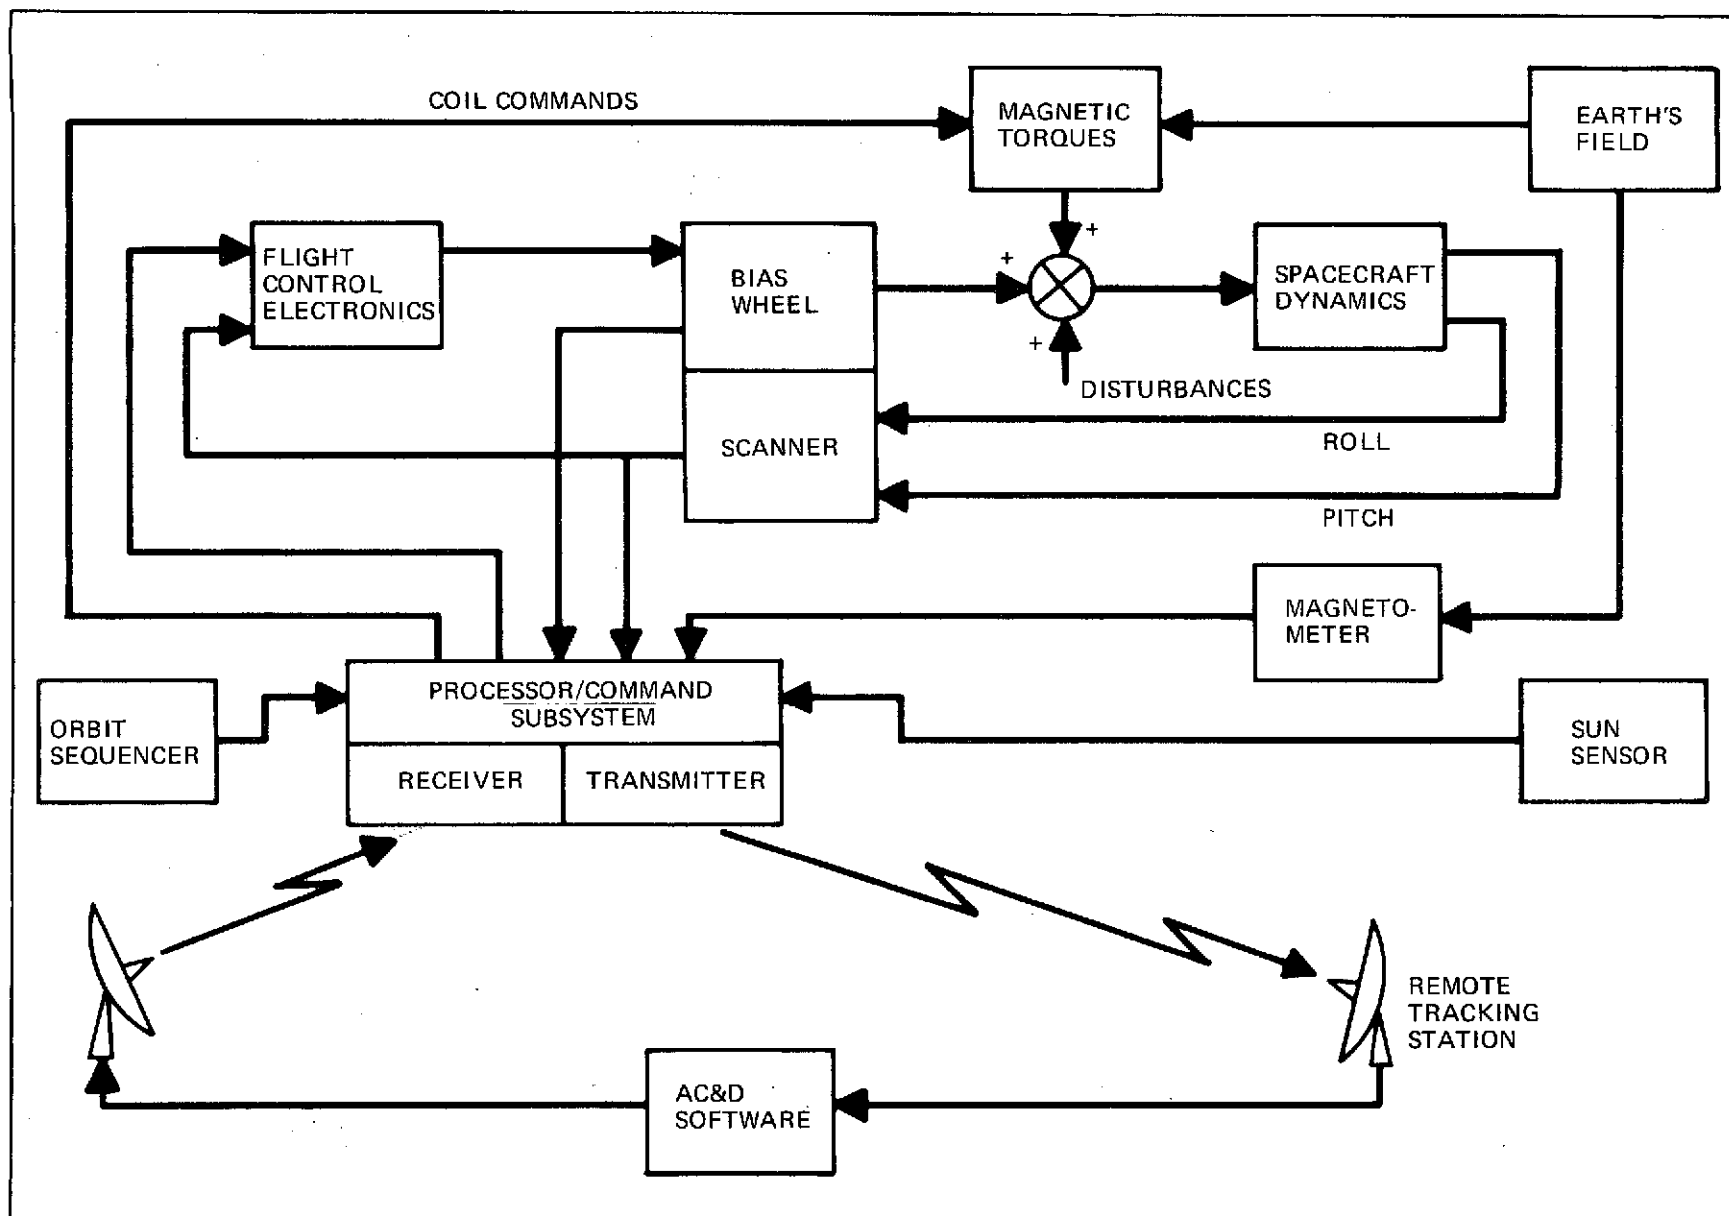 COIL COMMANDS
MAGNETIC
TORQUES
EARTH'S
FIELD
FLIGHT
CONTROL
ELECTRONICS
BIAS
WHEEL
+
+
+
SPACECRAFT
DYNAMICS
DISTURBANCES
SCANNER
ROLL
PITCH
MAGNETO-
METER
ORBIT
SEQUENCER
PROCESSOR/COMMAND
SUBSYSTEM
RECEIVER
TRANSMITTER
SUN
SENSOR
REMOTE
TRACKING
STATION
AC&D
SOFTWARE